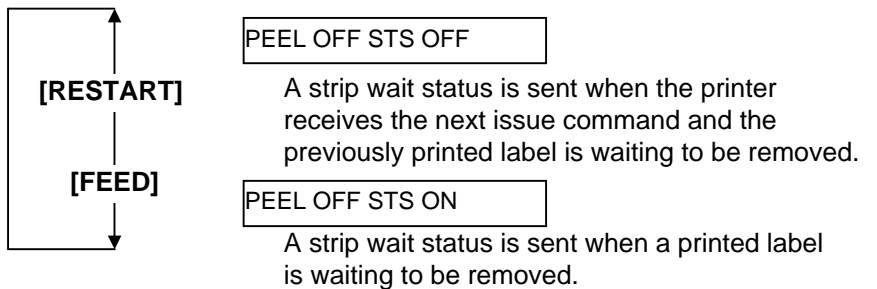 PEEL OFF STS OFF
[RESTART]
A strip wait status is sent when the printer
receives the next issue command and the
previously printed label is waiting to be removed.
[FEED]
PEEL OFF STS ON
A strip wait status is sent when a printed label
is waiting to be removed.